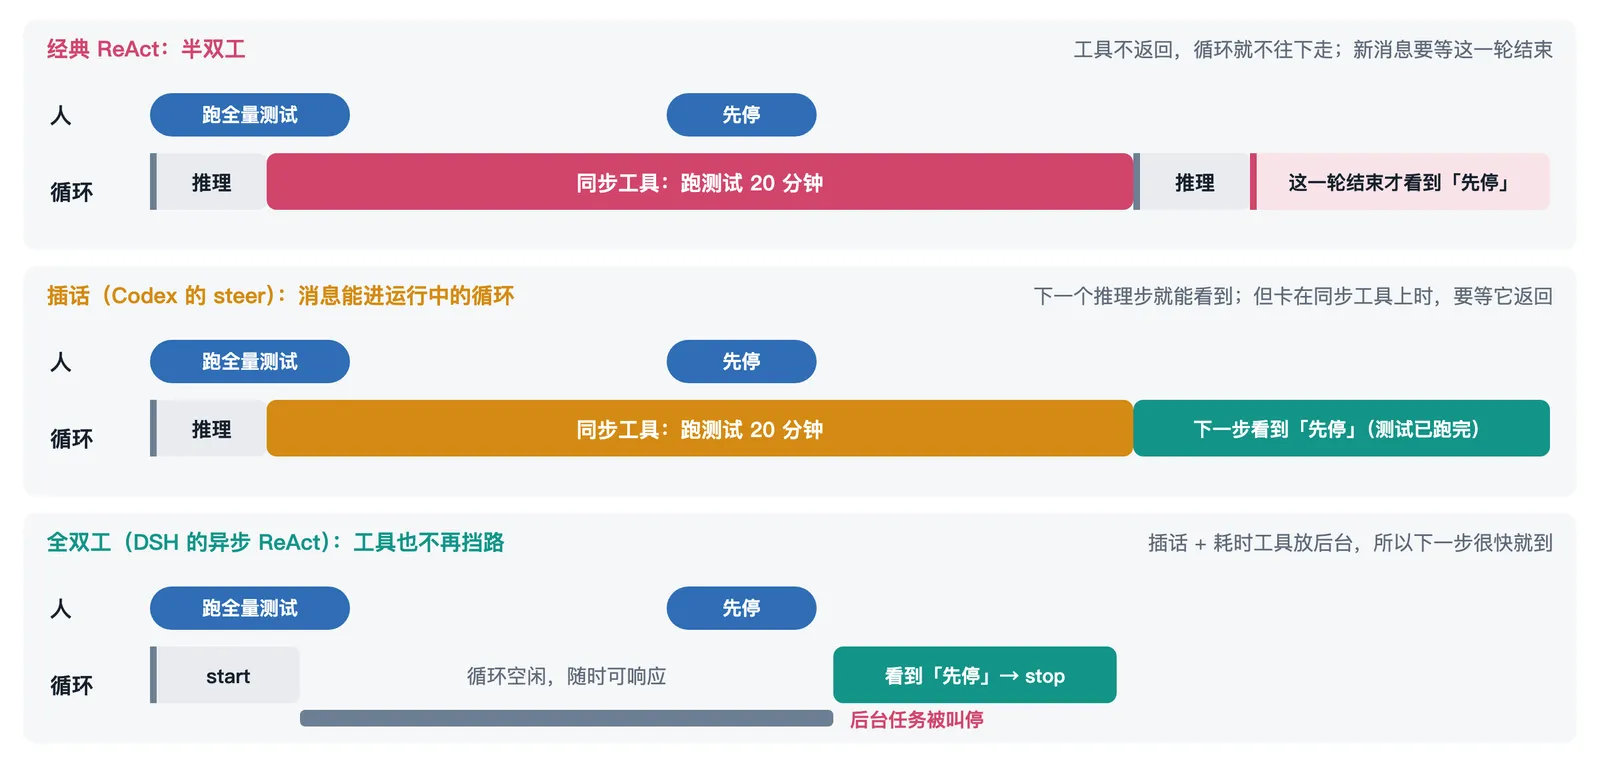 经典 ReAct：半双工
工具不返回，循环就不往下走；新消息要等这一轮结束
人
跑全量测试
先停
循环
推理
同步工具：跑测试 20 分钟
推理
这一轮结束才看到「先停」
插话（Codex 的 steer）：消息能进运行中的循环
下一个推理步就能看到；但卡在同步工具上时，要等它返回
人
跑全量测试
先停
循环
推理
同步工具：跑测试 20 分钟
下一步看到「先停」（测试已跑完）
全双工（DSH 的异步 ReAct）：工具也不再挡路
插话 + 耗时工具放后台，所以下一步很快就到
人
跑全量测试
先停
循环
start
循环空闲，随时可响应
看到「先停」→ stop
后台任务被叫停